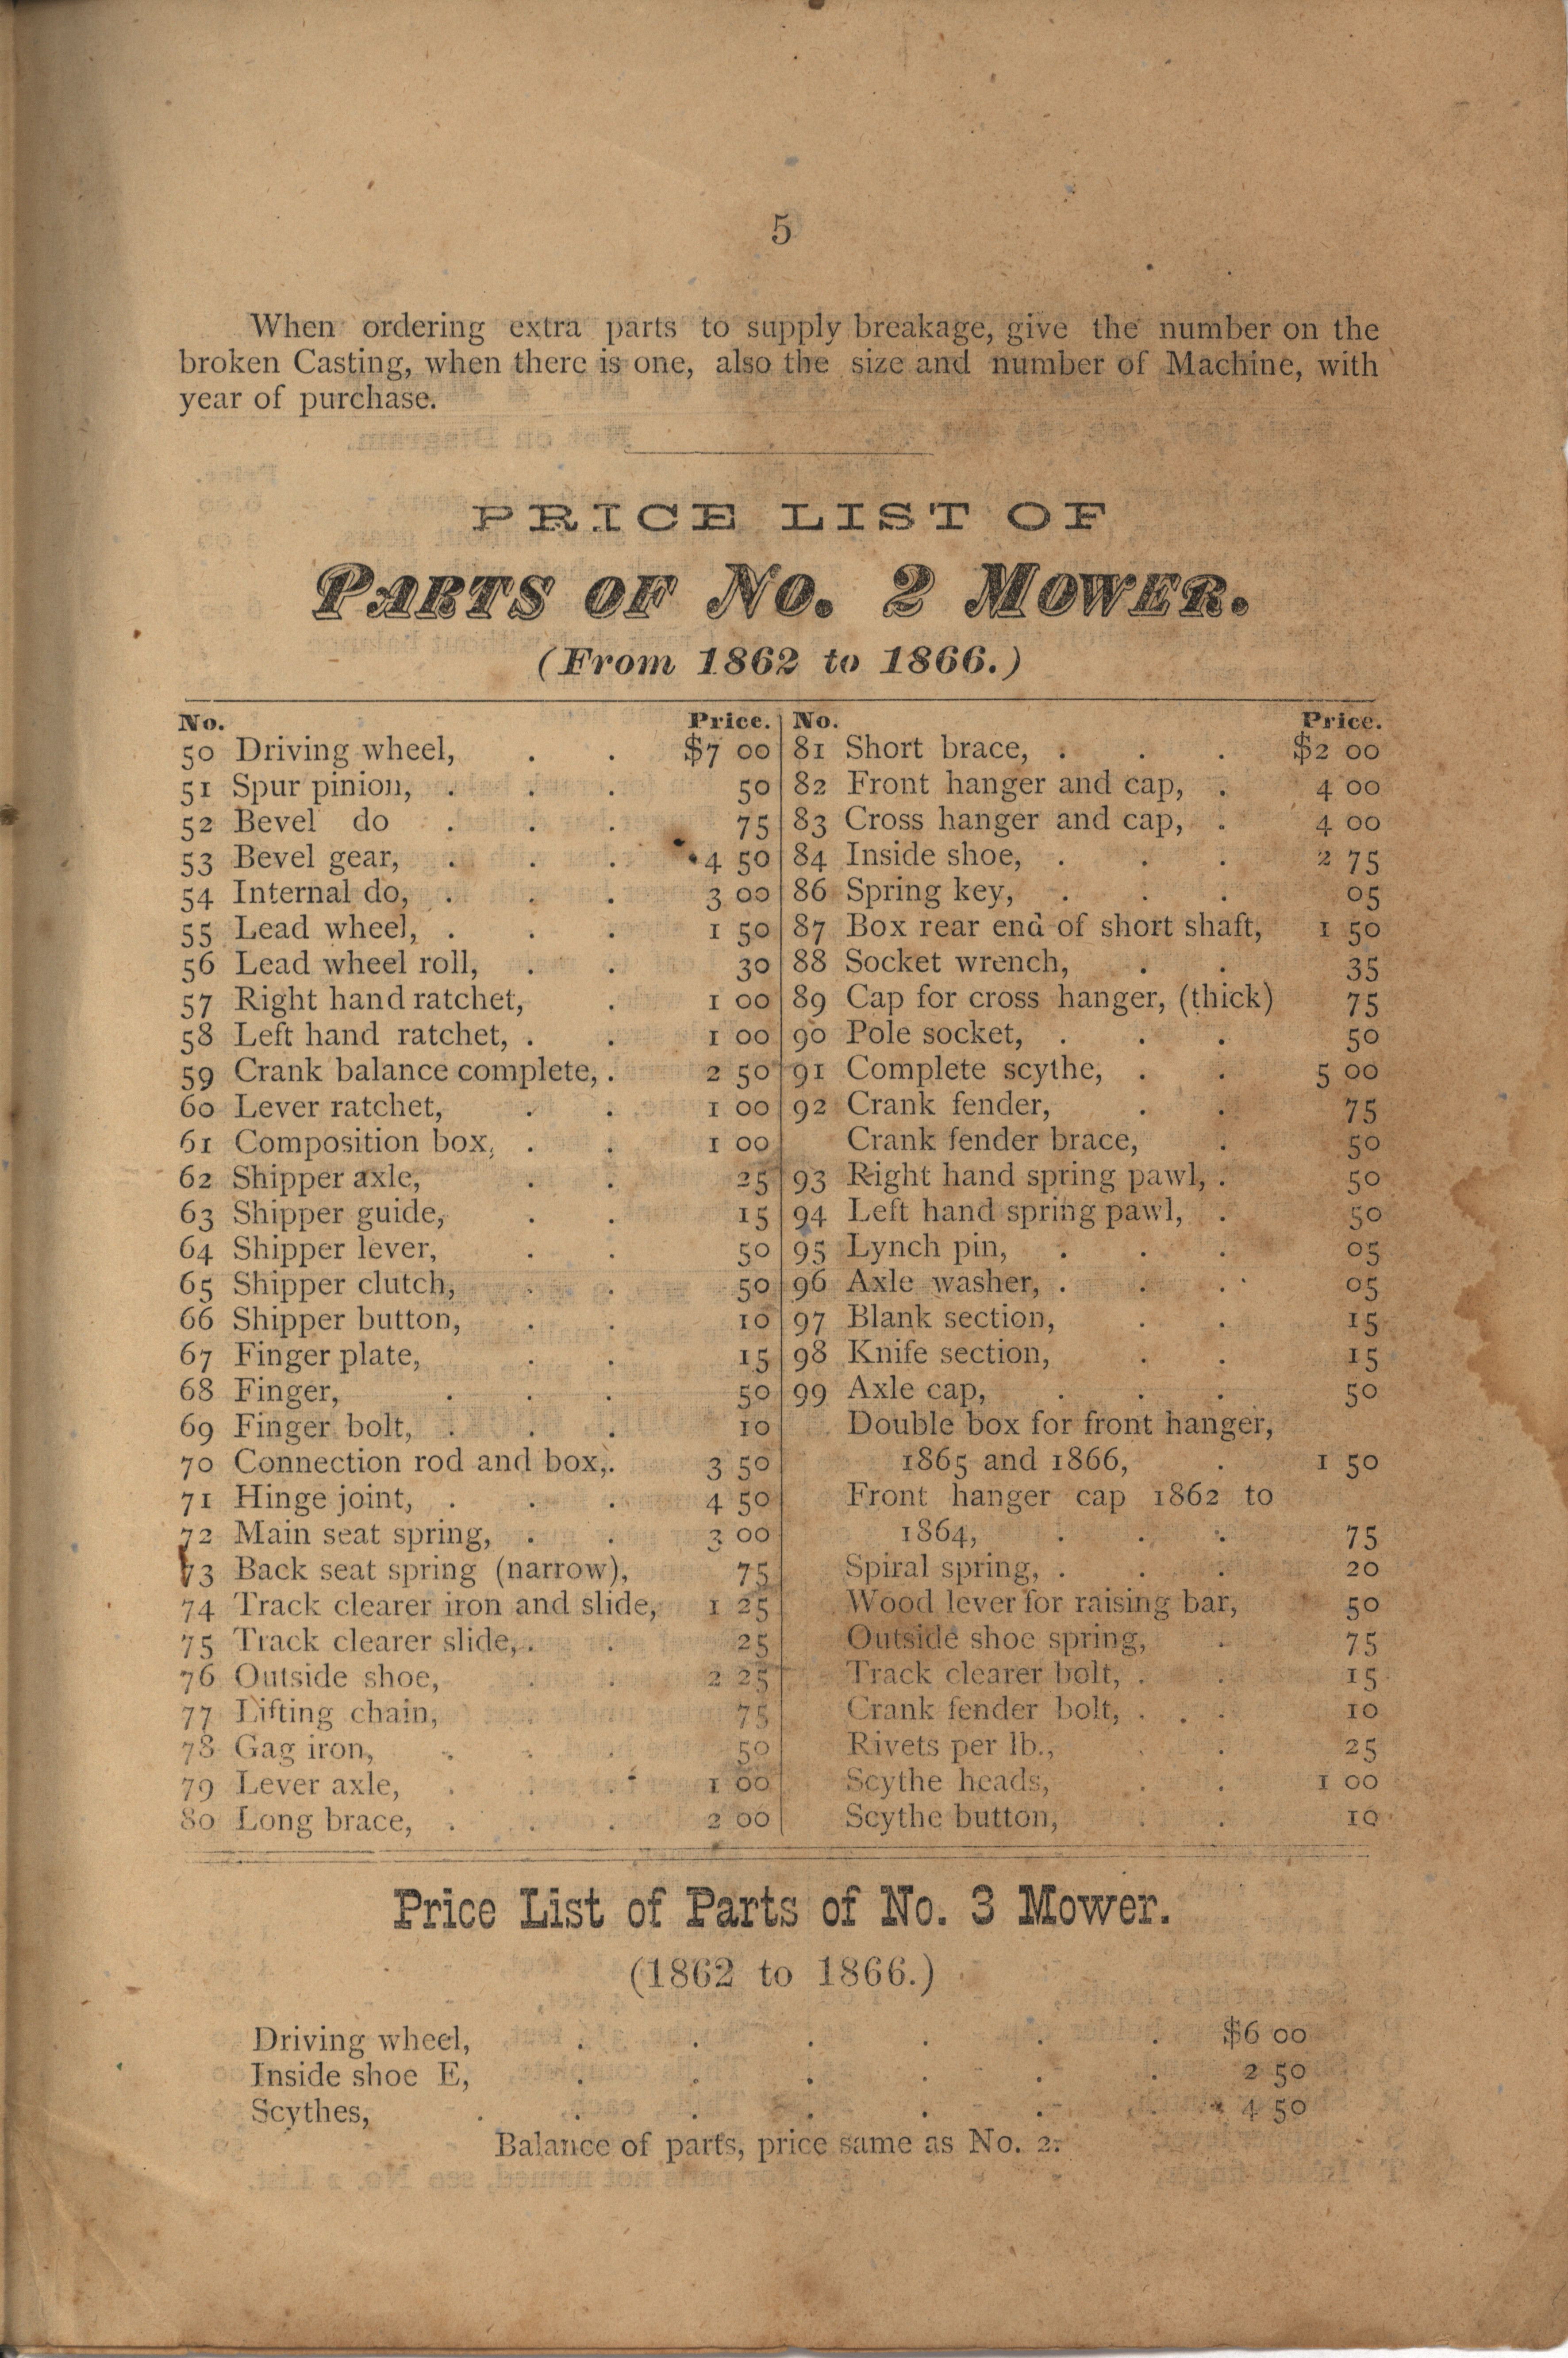 5
When ordering extra parts to supply breakage, give the number on the
broken Casting, when there is one, also the size and number of Machine, with
year of purchase.
PRICE LIST OF
PARTS OF NO. 2 MOWER.
(From 1862 to 1866.)
No. Price.
50 Driving wheel, . . $7 00
51 Spur pinion, . . . 50
52 Bevel do . . . 75
53 Bevel gear, . . . 4 50
54 Internal do, . . . 3 00
55 Lead wheel, . . . 1 50
56 Lead wheel roll, . . 30
57 Right hand ratchet, . 1 00
58 Left hand ratchet, . . 1 00
59 Crank balance complete, . 2 50
60 Lever ratchet, . . 1 00
61 Composition box, . . 1 00
62 Shipper axle, . . 25
63 Shipper guide, . . 15
64 Shipper lever, . . 50
65 Shipper clutch, . . 50
66 Shipper button, . . 10
67 Finger plate, . . 15
68 Finger, . . . 50
69 Finger bolt, . . . 10
70 Connection rod and box, . 3 50
71 Hinge joint, . . . 4 50
72 Main seat spring, . . 3 00
73 Back seat spring (narrow), 75
74 Track clearer iron and slide, 1 25
75 Track clearer slide, . . 25
76 Outside shoe, . . 2 25
77 Lifting chain, . . 75
78 Gag iron, . . . 50
79 Lever axle, . . . 1 00
80 Long brace, . . . 2 00
No. Price.
81 Short brace, . . . $2 00
82 Front hanger and cap, . 4 00
83 Cross hanger and cap, . 4 00
84 Inside shoe, . . . 2 75
86 Spring key, . . . 05
87 Box rear end of short shaft, 1 50
88 Socket wrench, . . 35
89 Cap for cross hanger, (thick) 75
90 Pole socket, . . . 50
91 Complete scythe, . . 5 00
92 Crank fender, . . 75
Crank fender brace, . 50
93 Right hand spring pawl, . 50
94 Left hand spring pawl, . 50
95 Lynch pin, . . . 05
96 Axle washer, . . . 05
97 Blank section, . . 15
98 Knife section, . . 15
99 Axle cap, . . . 50
Double box for front hanger,
1865 and 1866, . 1 50
Front hanger cap 1862 to
1864, . . . 75
Spiral spring, . . . 20
Wood lever for raising bar, 50
Outside shoe spring, . 75
Track clearer bolt, . . 15
Crank fender bolt, . . . 10
Rivets per lb., . . 25
Scythe heads, . . 1 00
Scythe button, . . 10
Price List of Parts of No. 3 Mower.
(1862 to 1866.)
Driving wheel, . . . . . . $6 00
Inside shoe E, . . . . . . 2 50
Scythes, . . . . . . . 4 50
Balance of parts, price same as No. 2.